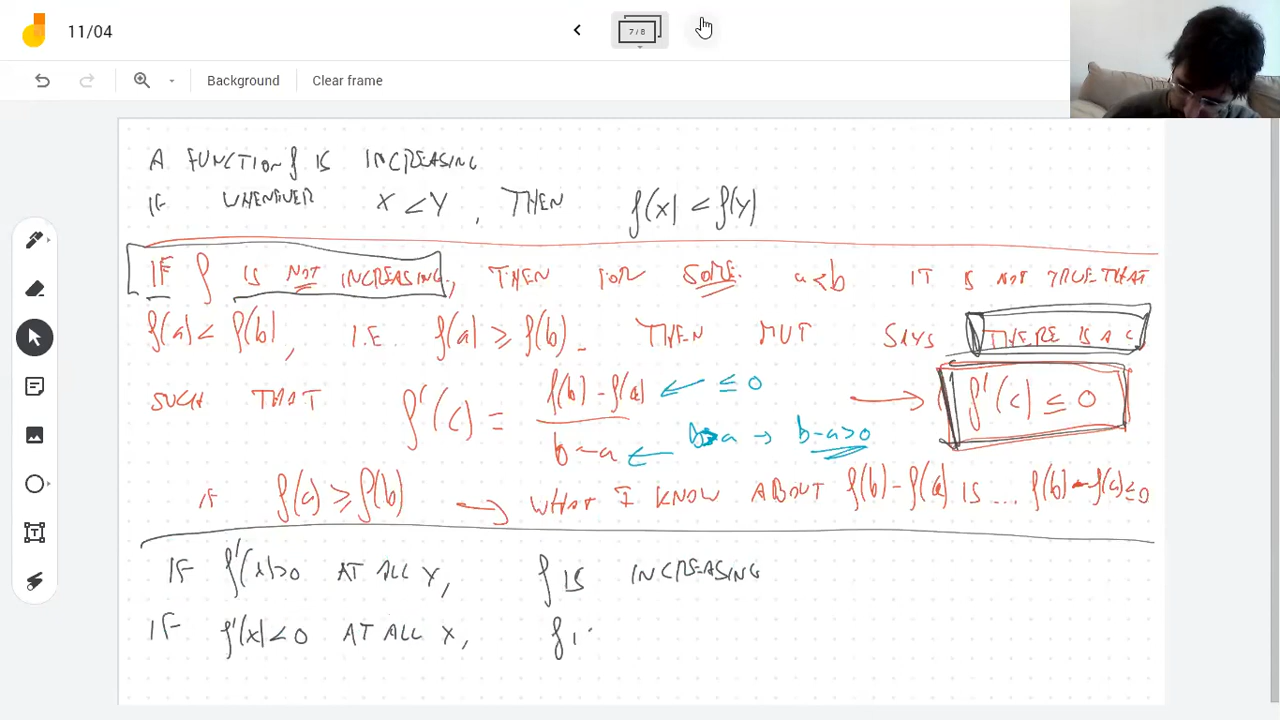 11/04
7/8
Background
Clear frame
A FUNCTION f IS INCREASING
IF WHENEVER X < Y, THEN f(x) < f(y)
IF f IS NOT INCREASING, THEN FOR SOME a<b IT IS NOT TRUE THAT
f(a) < f(b), I.E. f(a) ≥ f(b). THEN MVT SAYS THERE IS A C
SUCH THAT f'(c) = (f(b) - f(a))/(b - a) ← ≤ 0 → f'(c) ≤ 0
← b>a → b-a>0
IF f(a) ≥ f(b) → WHAT I KNOW ABOUT f(b) - f(a) IS ... f(b) - f(a) ≤ 0
IF f'(x)>0 AT ALL X, f IS INCREASING
IF f'(x)<0 AT ALL X, f I